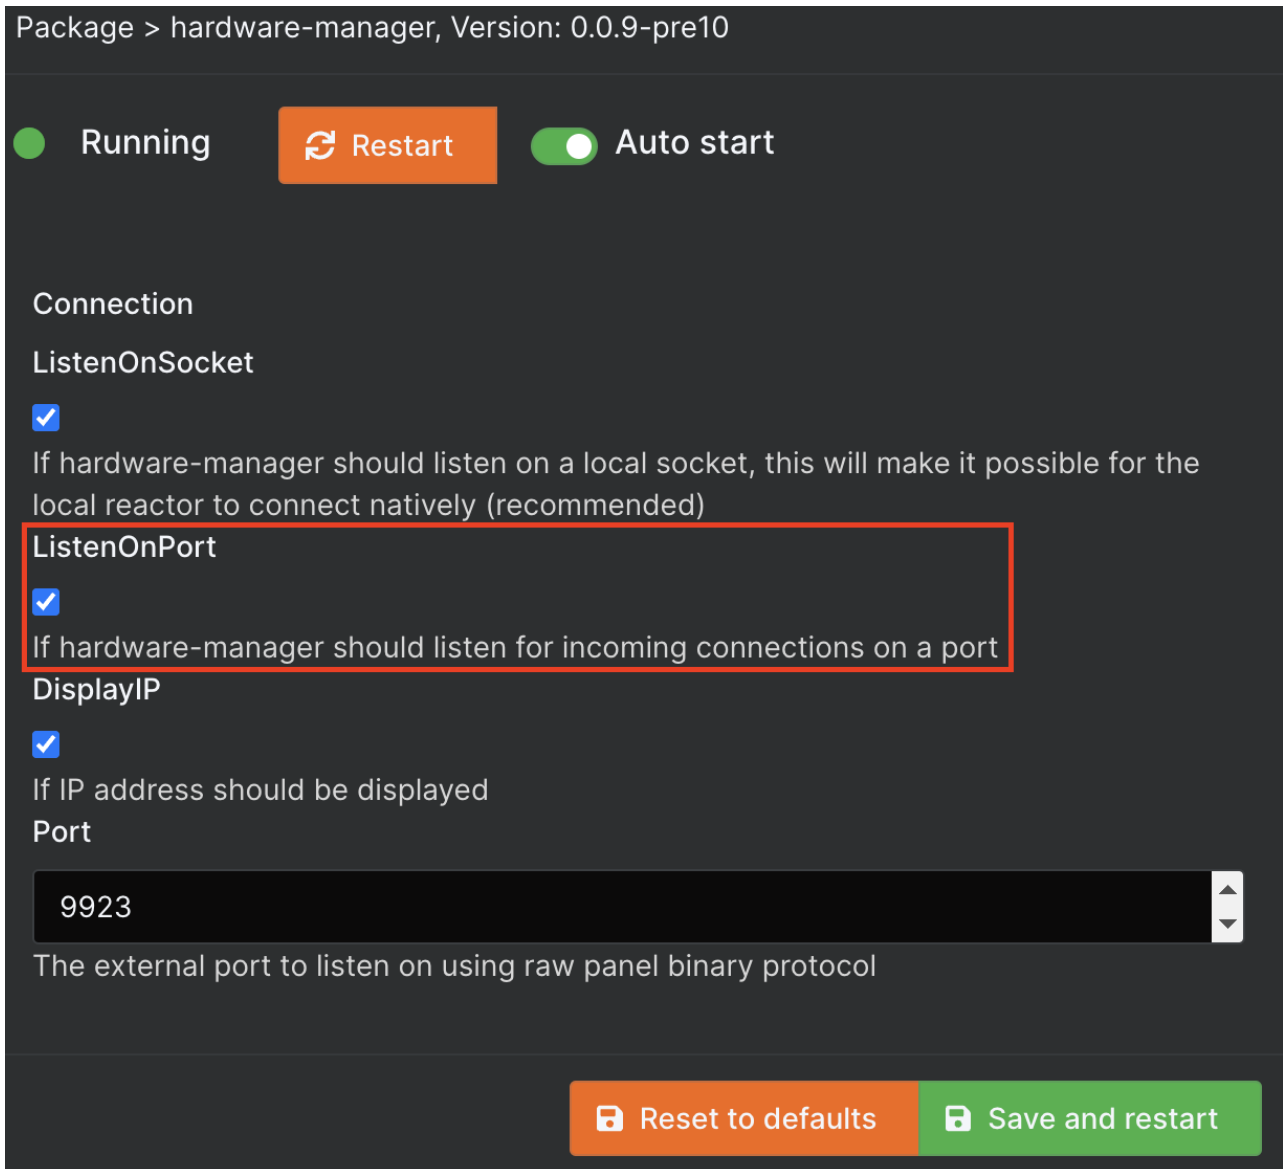 Package > hardware-manager, Version: 0.0.9-pre10
Running
Restart
Auto start
Connection
ListenOnSocket
If hardware-manager should listen on a local socket, this will make it possible for the
local reactor to connect natively (recommended)
ListenOnPort
If hardware-manager should listen for incoming connections on a port
DisplayIP
If IP address should be displayed
Port
9923
The external port to listen on using raw panel binary protocol
Reset to defaults
Save and restart